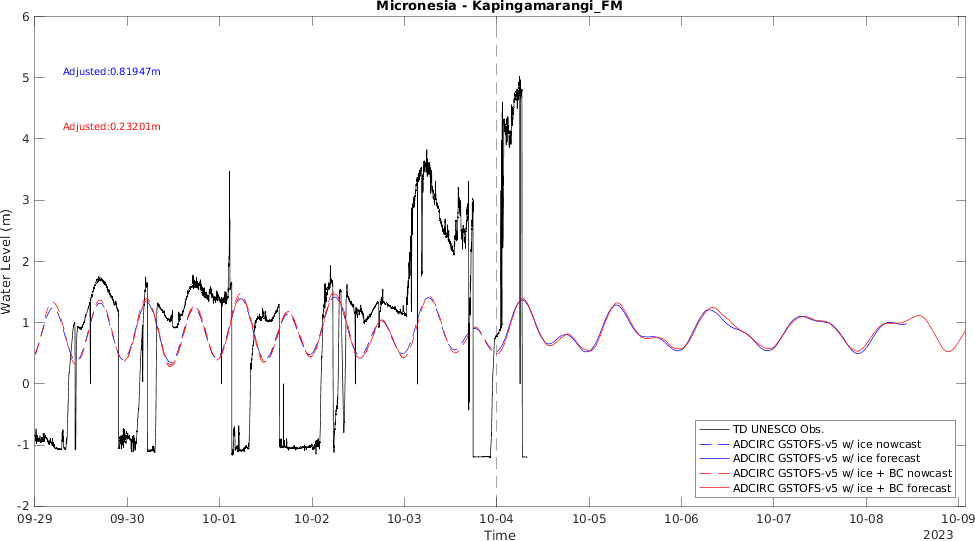 Micronesia - Kapingamarangi_FM
6
5
4
3
2
1
0
-1
-2
Water Level (m)
Adjusted:0.81947m
Adjusted:0.23201m
TD UNESCO Obs.
ADCIRC GSTOFS-v5 w/ ice nowcast
ADCIRC GSTOFS-v5 w/ ice forecast
ADCIRC GSTOFS-v5 w/ ice + BC nowcast
ADCIRC GSTOFS-v5 w/ ice + BC forecast
09-29 09-30 10-01 10-02 10-03 10-04 10-05 10-06 10-07 10-08 10-09
Time
2023